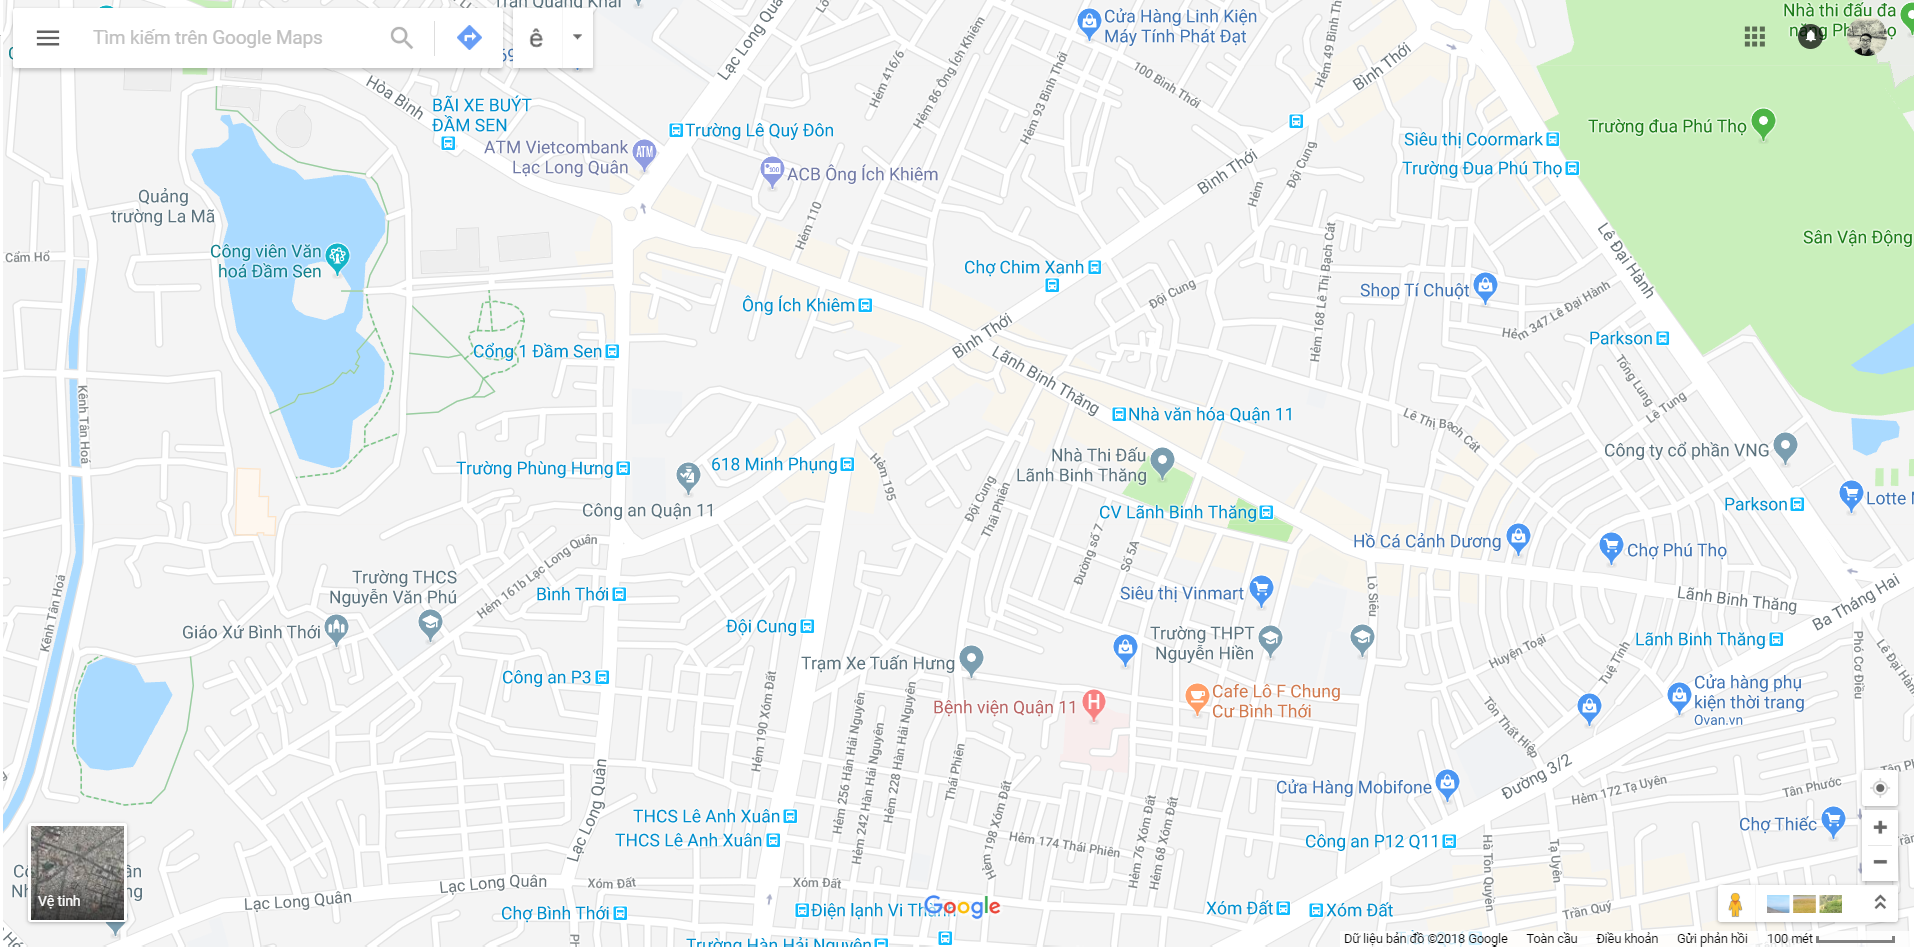 Trần Quang Khải
Tìm kiếm trên Google Maps
ê
Cửa Hàng Linh Kiện
Máy Tính Phát Đạt
Nhà thi đấu đa
Lạc Long Quân
Hòa Bình
BÃI XE BUÝT
ĐẦM SEN
Hẻm 416/6
Hẻm 86 Ông Ích Khiêm
Hẻm 93 Bình Thới
100 Bình Thới
Hẻm 49 Bình Thới
Bình Thới
Trường Lê Quý Đôn
ATM Vietcombank
Lạc Long Quân
ATM
ACB Ông Ích Khiêm
Trường đua Phú Thọ
Siêu thị Coormark
Trường Đua Phú Thọ
Bình Thới
Đội Cung
Hẻm
Quảng
trường La Mã
Hẻm 110
Công viên Văn
hoá Đầm Sen
Cẩm Hổ
Chợ Chim Xanh
Đội Cung
Hẻm 168 Lê Thị Bạch Cát
Lê Đại Hành
Sân Vận Động
Shop Tí Chuột
Hẻm 347 Lê Đại Hành
Ông Ích Khiêm
Bình Thới
Parkson
Cổng 1 Đầm Sen
Lãnh Binh Thăng
Tống Lung
Lê Tung
Kênh Tân Hoá
Nhà văn hóa Quận 11
Lê Thị Bạch Cát
Nhà Thi Đấu
Lãnh Binh Thăng
Công ty cổ phần VNG
Trường Phùng Hưng
618 Minh Phụng
Hẻm 195
Đội Cung
Thái Phiên
Công an Quận 11
CV Lãnh Binh Thăng
Parkson
Lotte
Hồ Cá Cảnh Dương
Chợ Phú Thọ
Trường THCS
Nguyễn Văn Phú
Hẻm 161b Lạc Long Quân
Đường số 7
Số 5A
Bình Thới
Siêu thị Vinmart
Lò Siêu
Lãnh Binh Thăng
Ba Tháng Hai
Kênh Tân Hoá
Giáo Xứ Bình Thới
Đội Cung
Trường THPT
Nguyễn Hiền
Lãnh Binh Thăng
Phó Cơ Điều
Lê Đại Hành
Huyện Toại
Tuệ Tĩnh
Trạm Xe Tuấn Hưng
Công an P3
Hẻm 190 Xóm Đất
Bệnh viện Quận 11
H
Cafe Lô F Chung
Cư Bình Thới
Cửa hàng phụ
kiện thời trang
Ovan.vn
Tôn Thất Hiệp
Hẻm 256 Hàn Hải Nguyên
Hẻm 242 Hàn Hải Nguyên
Hẻm 228 Hàn Hải Nguyên
Thái Phiên
Đường 3/2
Cửa Hàng Mobifone
Hẻm 172 Tạ Uyên
Tân Phước
Tân Ph
Lạc Long Quân
Hẻm 198 Xóm Đất
THCS Lê Anh Xuân
THCS Lê Anh Xuân
Hẻm 174 Thái Phiên
Hẻm 76 Xóm Đất
Hẻm 68 Xóm Đất
Công an P12 Q11
Chợ Thiếc
Hà Tôn Quyền
Tạ Uyên
Vệ tinh
Lạc Long Quân
Lạc Long Quân
Xóm Đất
Xóm Đất
Chợ Bình Thới
Điện lạnh Vi
Google
Xóm Đất
Xóm Đất
Trần Quý
Trường Hàn Hải Nguyên
Dữ liệu bản đồ ©2018 Google Toàn cầu Điều khoản Gửi phản hồi 100 mét